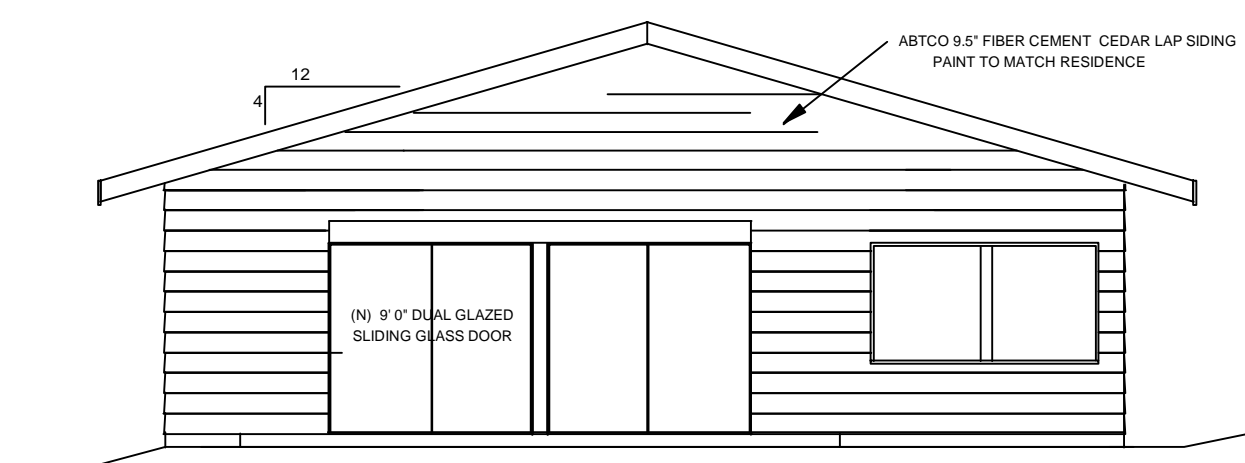 ABTCO 9.5" FIBER CEMENT CEDAR LAP SIDING
PAINT TO MATCH RESIDENCE
12
4
(N) 9' 0" DUAL GLAZED
SLIDING GLASS DOOR